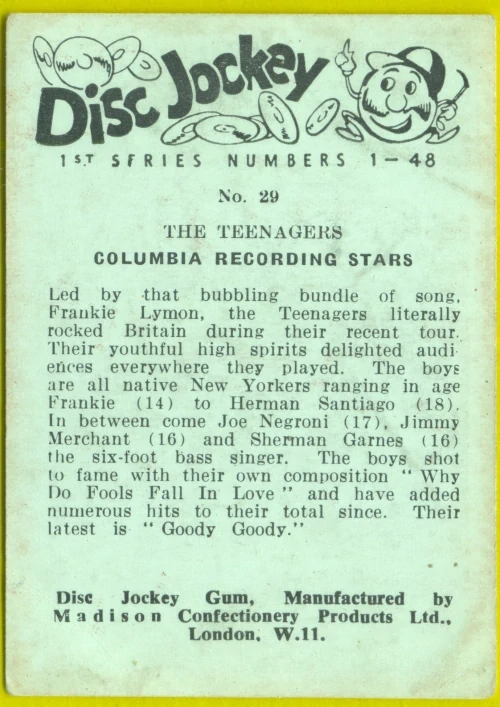 Disc Jockey
1ST SERIES NUMBERS 1-48
No. 29
THE TEENAGERS
COLUMBIA RECORDING STARS
Led by that bubbling bundle of song,
Frankie Lymon, the Teenagers literally
rocked Britain during their recent tour.
Their youthful high spirits delighted audi-
ences everywhere they played. The boys
are all native New Yorkers ranging in age
Frankie (14) to Herman Santiago (18).
In between come Joe Negroni (17), Jimmy
Merchant (16) and Sherman Garnes (16)
the six-foot bass singer. The boys shot
to fame with their own composition "Why
Do Fools Fall In Love" and have added
numerous hits to their total since. Their
latest is "Goody Goody."
Disc Jockey Gum, Manufactured by
Madison Confectionery Products Ltd.,
London, W.11.